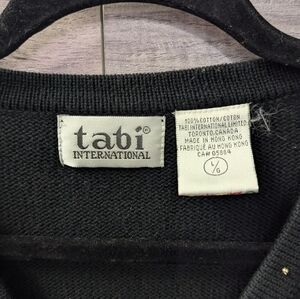 tabi®
INTERNATIONAL
100% COTTON/COTON
TABI INTERNATIONAL LIMITED
TORONTO, CANADA
MADE IN HONG KONG
FABRIQUÉ AU HONG KONG
CA# 05884
L/G